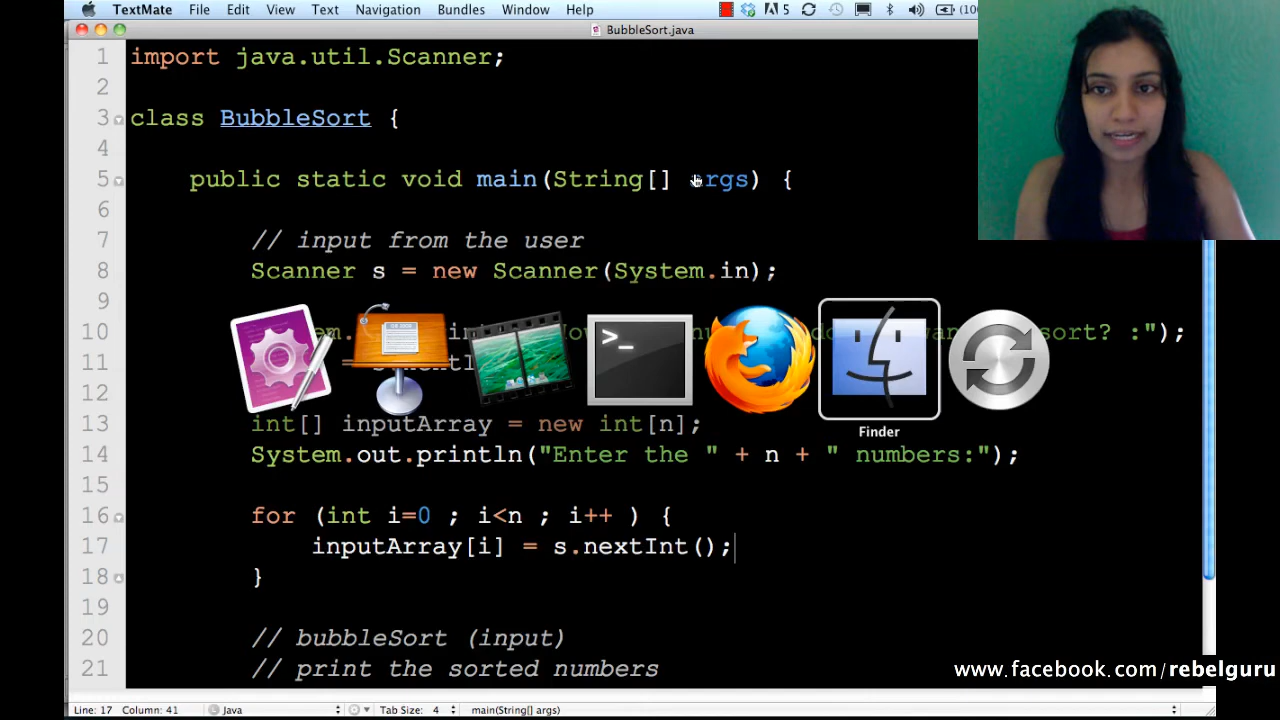 TextMate File Edit View Text Navigation Bundles Window Help 5
BubbleSort.java
1 import java.util.Scanner;
2
3 class BubbleSort {
4
5 public static void main(String[] args) {
6
7 // input from the user
8 Scanner s = new Scanner(System.in);
9
10 sort? :");
11 =
12
13 int[] inputArray = new int[n];
14 System.out.println("Enter the " + n + " numbers:");
15
16 for (int i=0 ; i<n ; i++ ) {
17 inputArray[i] = s.nextInt();
18 }
19
20 // bubbleSort (input)
21 // print the sorted numbers
>_
Finder
www.facebook.com/rebelguru
Line: 17 Column: 41 Java Tab Size: 4 main(String[] args)